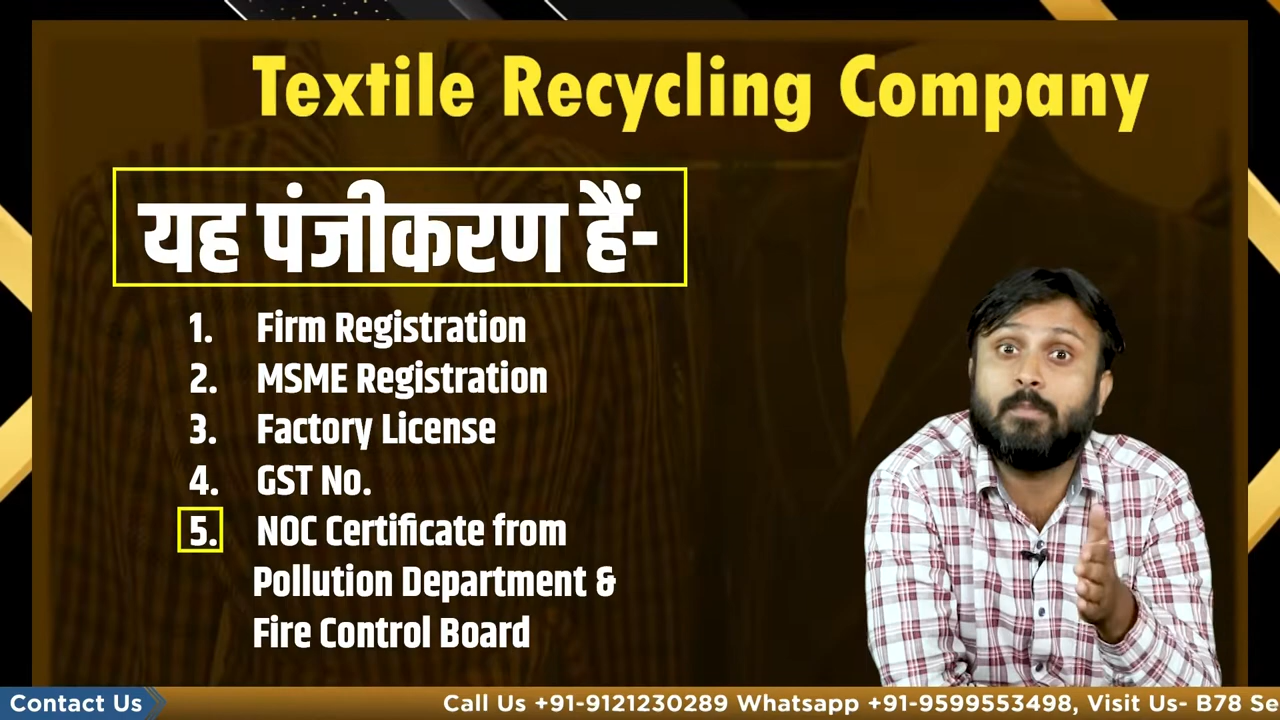 Textile Recycling Company
यह पंजीकरण हैं-
1. Firm Registration
2. MSME Registration
3. Factory License
4. GST No.
5. NOC Certificate from
Pollution Department &
Fire Control Board
Contact Us
Call Us +91-9121230289 Whatsapp +91-9599553498, Visit Us- B78 Se